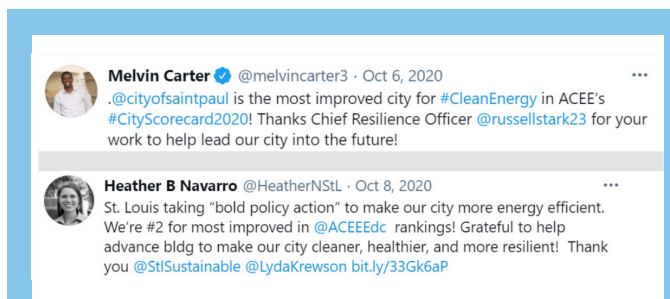 Melvin Carter @melvincarter3 · Oct 6, 2020
.@cityofsaintpaul is the most improved city for #CleanEnergy in ACEE's
#CityScorecard2020! Thanks Chief Resilience Officer @russellstark23 for your
work to help lead our city into the future!
Heather B Navarro @HeatherNStL · Oct 8, 2020
St. Louis taking "bold policy action" to make our city more energy efficient.
We're #2 for most improved in @ACEEEdc rankings! Grateful to help
advance bldg to make our city cleaner, healthier, and more resilient! Thank
you @StlSustainable @LydaKrewson bit.ly/33Gk6aP